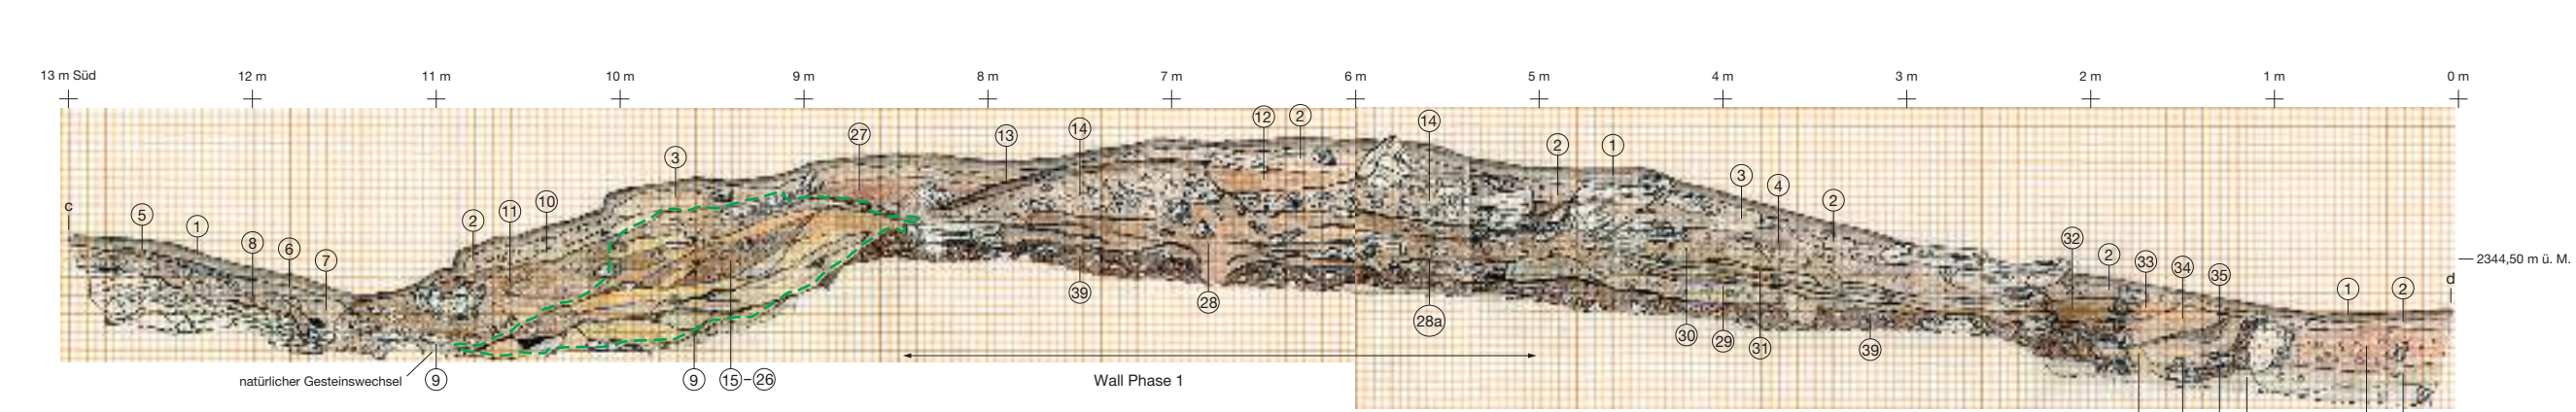 13 m Süd 12 m 11 m 10 m 9 m 8 m 7 m 6 m 5 m 4 m 3 m 2 m 1 m 0 m
12 2
14 14
27 13
2 1
3 3
4
10 2
c 5 11
1 2
8 6 7
32 2 33 34 35
2344,50 m ü. M.
d
1 2
39 28 28a
30 29 31 39
natürlicher Gesteinswechsel 9 9 15–26 Wall Phase 1